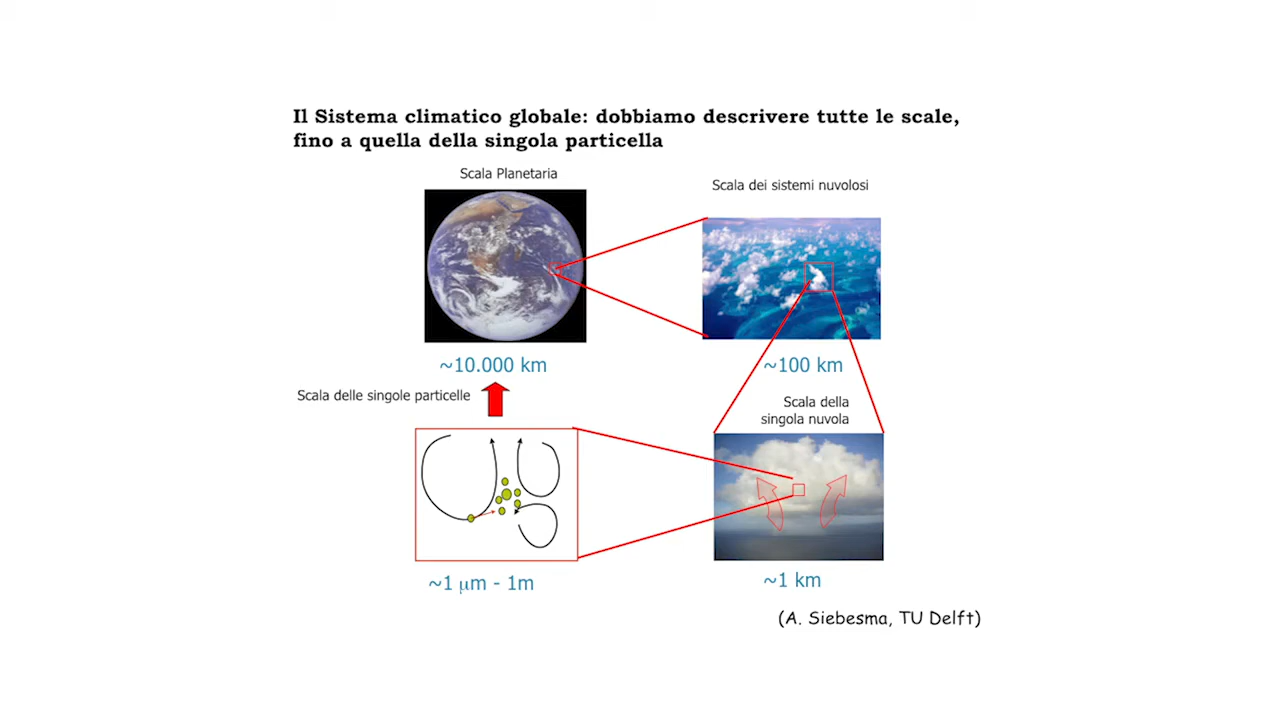 Il Sistema climatico globale: dobbiamo descrivere tutte le scale,
fino a quella della singola particella
Scala Planetaria
Scala dei sistemi nuvolosi
~10.000 km
~100 km
Scala delle singole particelle
Scala della
singola nuvola
~1 μm - 1m
~1 km
(A. Siebesma, TU Delft)